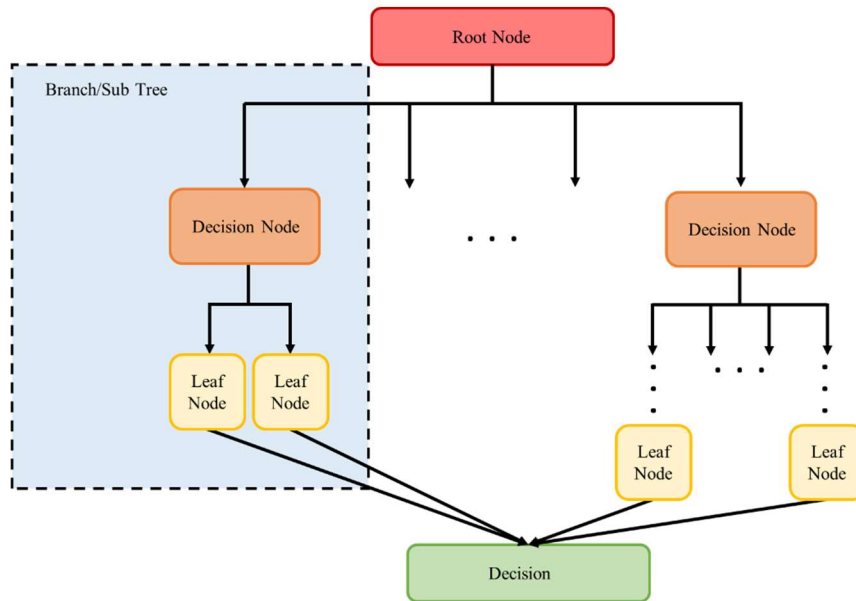 Root Node
Branch/Sub Tree
Decision Node
. . .
Decision Node
. . .
Leaf
Node
Leaf
Node
Leaf
Node
Leaf
Node
Decision